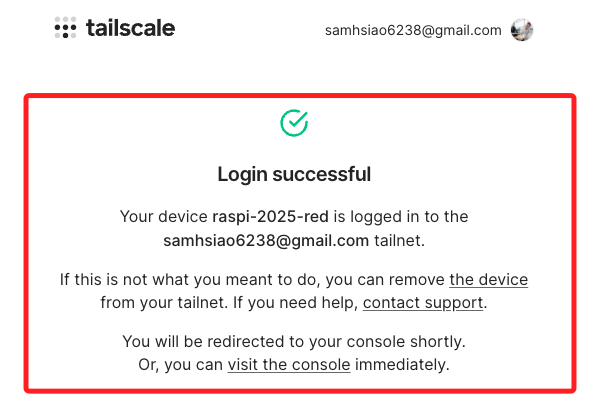 tailscale
samhsiao6238@gmail.com
Login successful
Your device raspi-2025-red is logged in to the
samhsiao6238@gmail.com tailnet.
If this is not what you meant to do, you can remove the device
from your tailnet. If you need help, contact support.
You will be redirected to your console shortly.
Or, you can visit the console immediately.